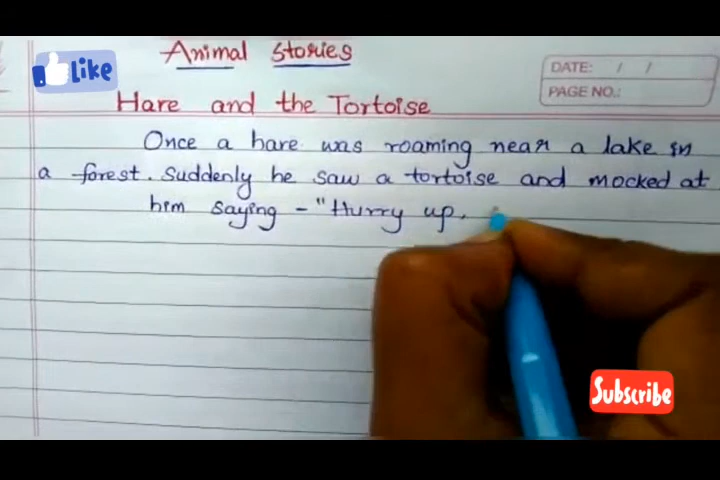 Animal Stories
Like
DATE: / /
PAGE NO.:
Hare and the Tortoise
Once a hare was roaming near a lake in
a forest. Suddenly he saw a tortoise and mocked at
him saying - "Hurry up,
Subscribe